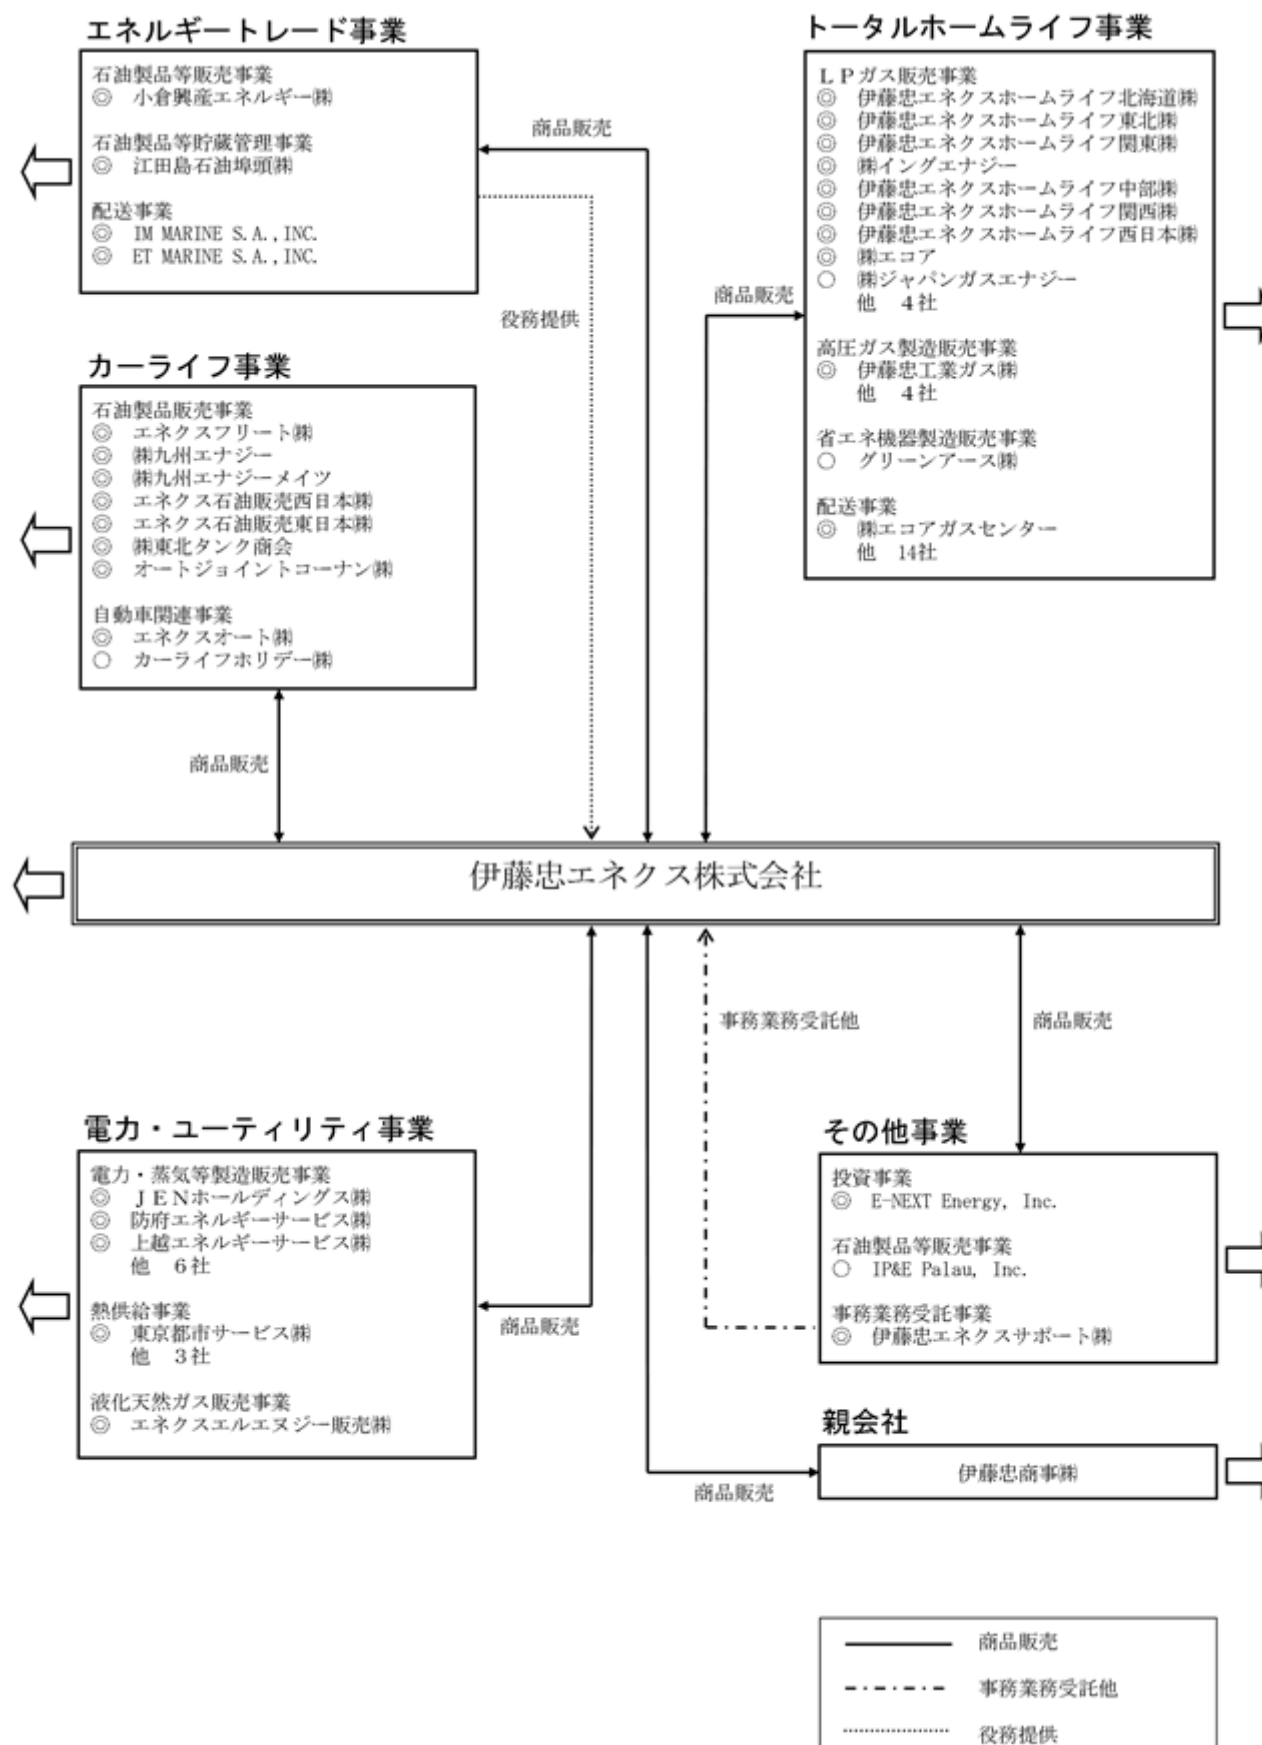 エネルギートレード事業
石油製品等販売事業
◎ 小倉興産エネルギー㈱
石油製品等貯蔵管理事業
◎ 江田島石油埠頭㈱
配送事業
◎ IM MARINE S.A.,INC.
◎ ET MARINE S.A.,INC.
商品販売
役務提供
トータルホームライフ事業
ＬＰガス販売事業
◎ 伊藤忠エネクスホームライフ北海道㈱
◎ 伊藤忠エネクスホームライフ東北㈱
◎ 伊藤忠エネクスホームライフ関東㈱
◎ ㈱イングエナジー
◎ 伊藤忠エネクスホームライフ中部㈱
◎ 伊藤忠エネクスホームライフ関西㈱
◎ 伊藤忠エネクスホームライフ西日本㈱
◎ ㈱エコア
○ ㈱ジャパンガスエナジー
他 4社
高圧ガス製造販売事業
◎ 伊藤忠工業ガス㈱
他 4社
省エネ機器製造販売事業
○ グリーンアース㈱
配送事業
◎ ㈱エコアガスセンター
他 14社
商品販売
カーライフ事業
石油製品販売事業
◎ エネクスフリート㈱
◎ ㈱九州エナジー
◎ ㈱九州エナジーメイツ
◎ エネクス石油販売西日本㈱
◎ エネクス石油販売東日本㈱
◎ ㈱東北タンク商会
◎ オートジョイントコーナン㈱
自動車関連事業
◎ エネクスオート㈱
○ カーライフホリデー㈱
商品販売
伊藤忠エネクス株式会社
事務業務受託他
商品販売
電力・ユーティリティ事業
電力・蒸気等製造販売事業
◎ ＪＥＮホールディングス㈱
◎ 防府エネルギーサービス㈱
◎ 上越エネルギーサービス㈱
他 6社
熱供給事業
◎ 東京都市サービス㈱
他 3社
液化天然ガス販売事業
◎ エネクスエルエヌジー販売㈱
商品販売
その他事業
投資事業
◎ E-NEXT Energy, Inc.
石油製品等販売事業
○ IP&E Palau, Inc.
事務業務受託事業
◎ 伊藤忠エネクスサポート㈱
親会社
伊藤忠商事㈱
商品販売
商品販売
事務業務受託他
役務提供